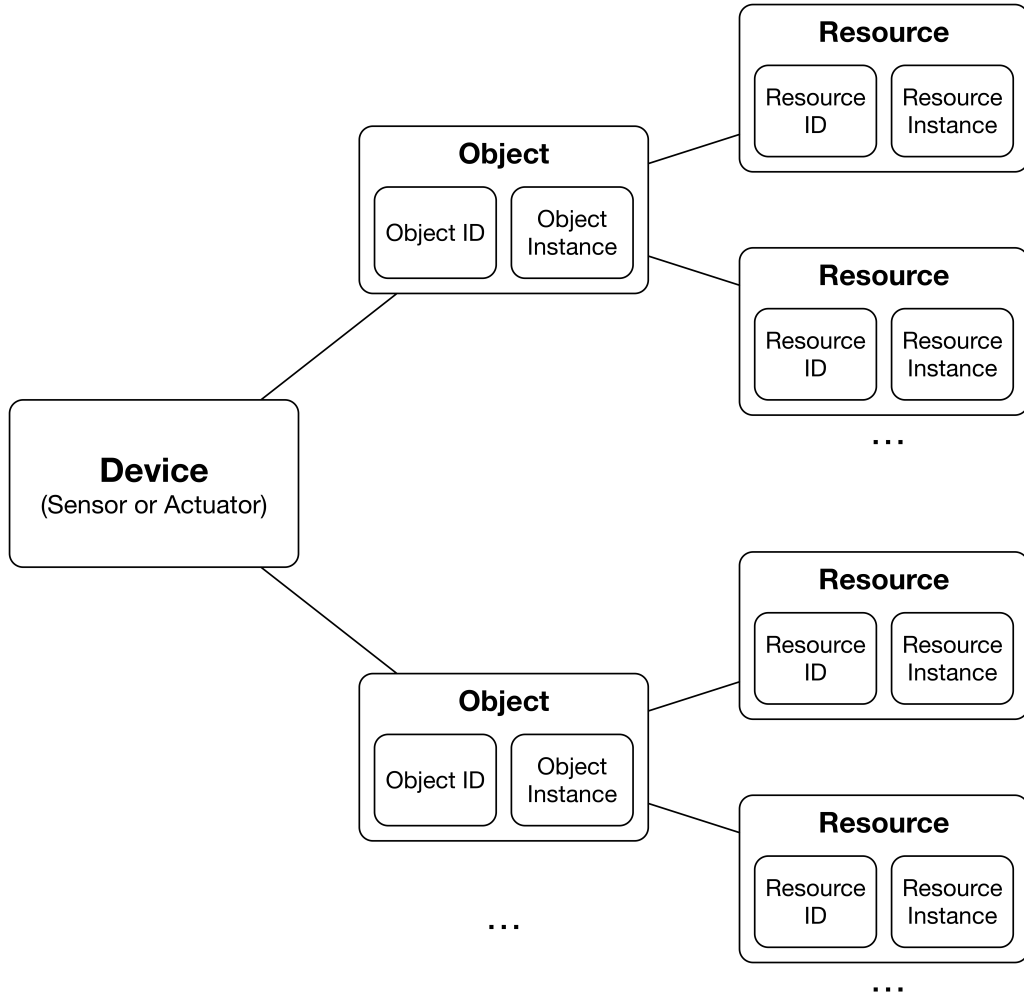 Resource
Resource
ID
Resource
Instance
Object
Object ID
Object
Instance
Resource
Resource
ID
Resource
Instance
...
Device
(Sensor or Actuator)
Resource
Resource
ID
Resource
Instance
Object
Object ID
Object
Instance
Resource
Resource
ID
Resource
Instance
...
...